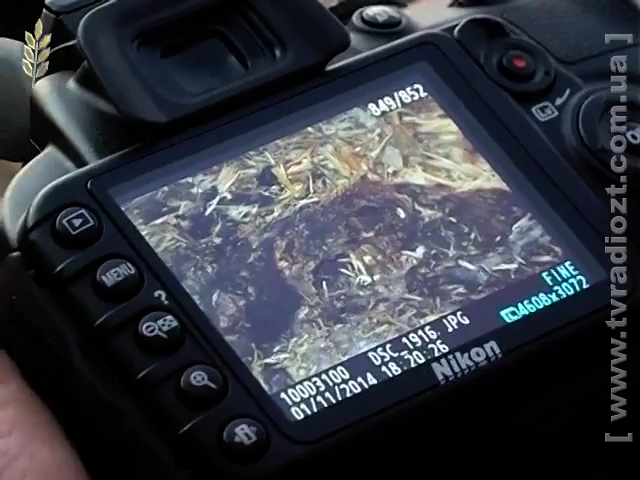 849/852
MENU
?
100D3100 DSC_1916.JPG
FINE
01/11/2014 18:20:26
4608x3072
Nikon
[ www.tvradiozt.com.ua ]